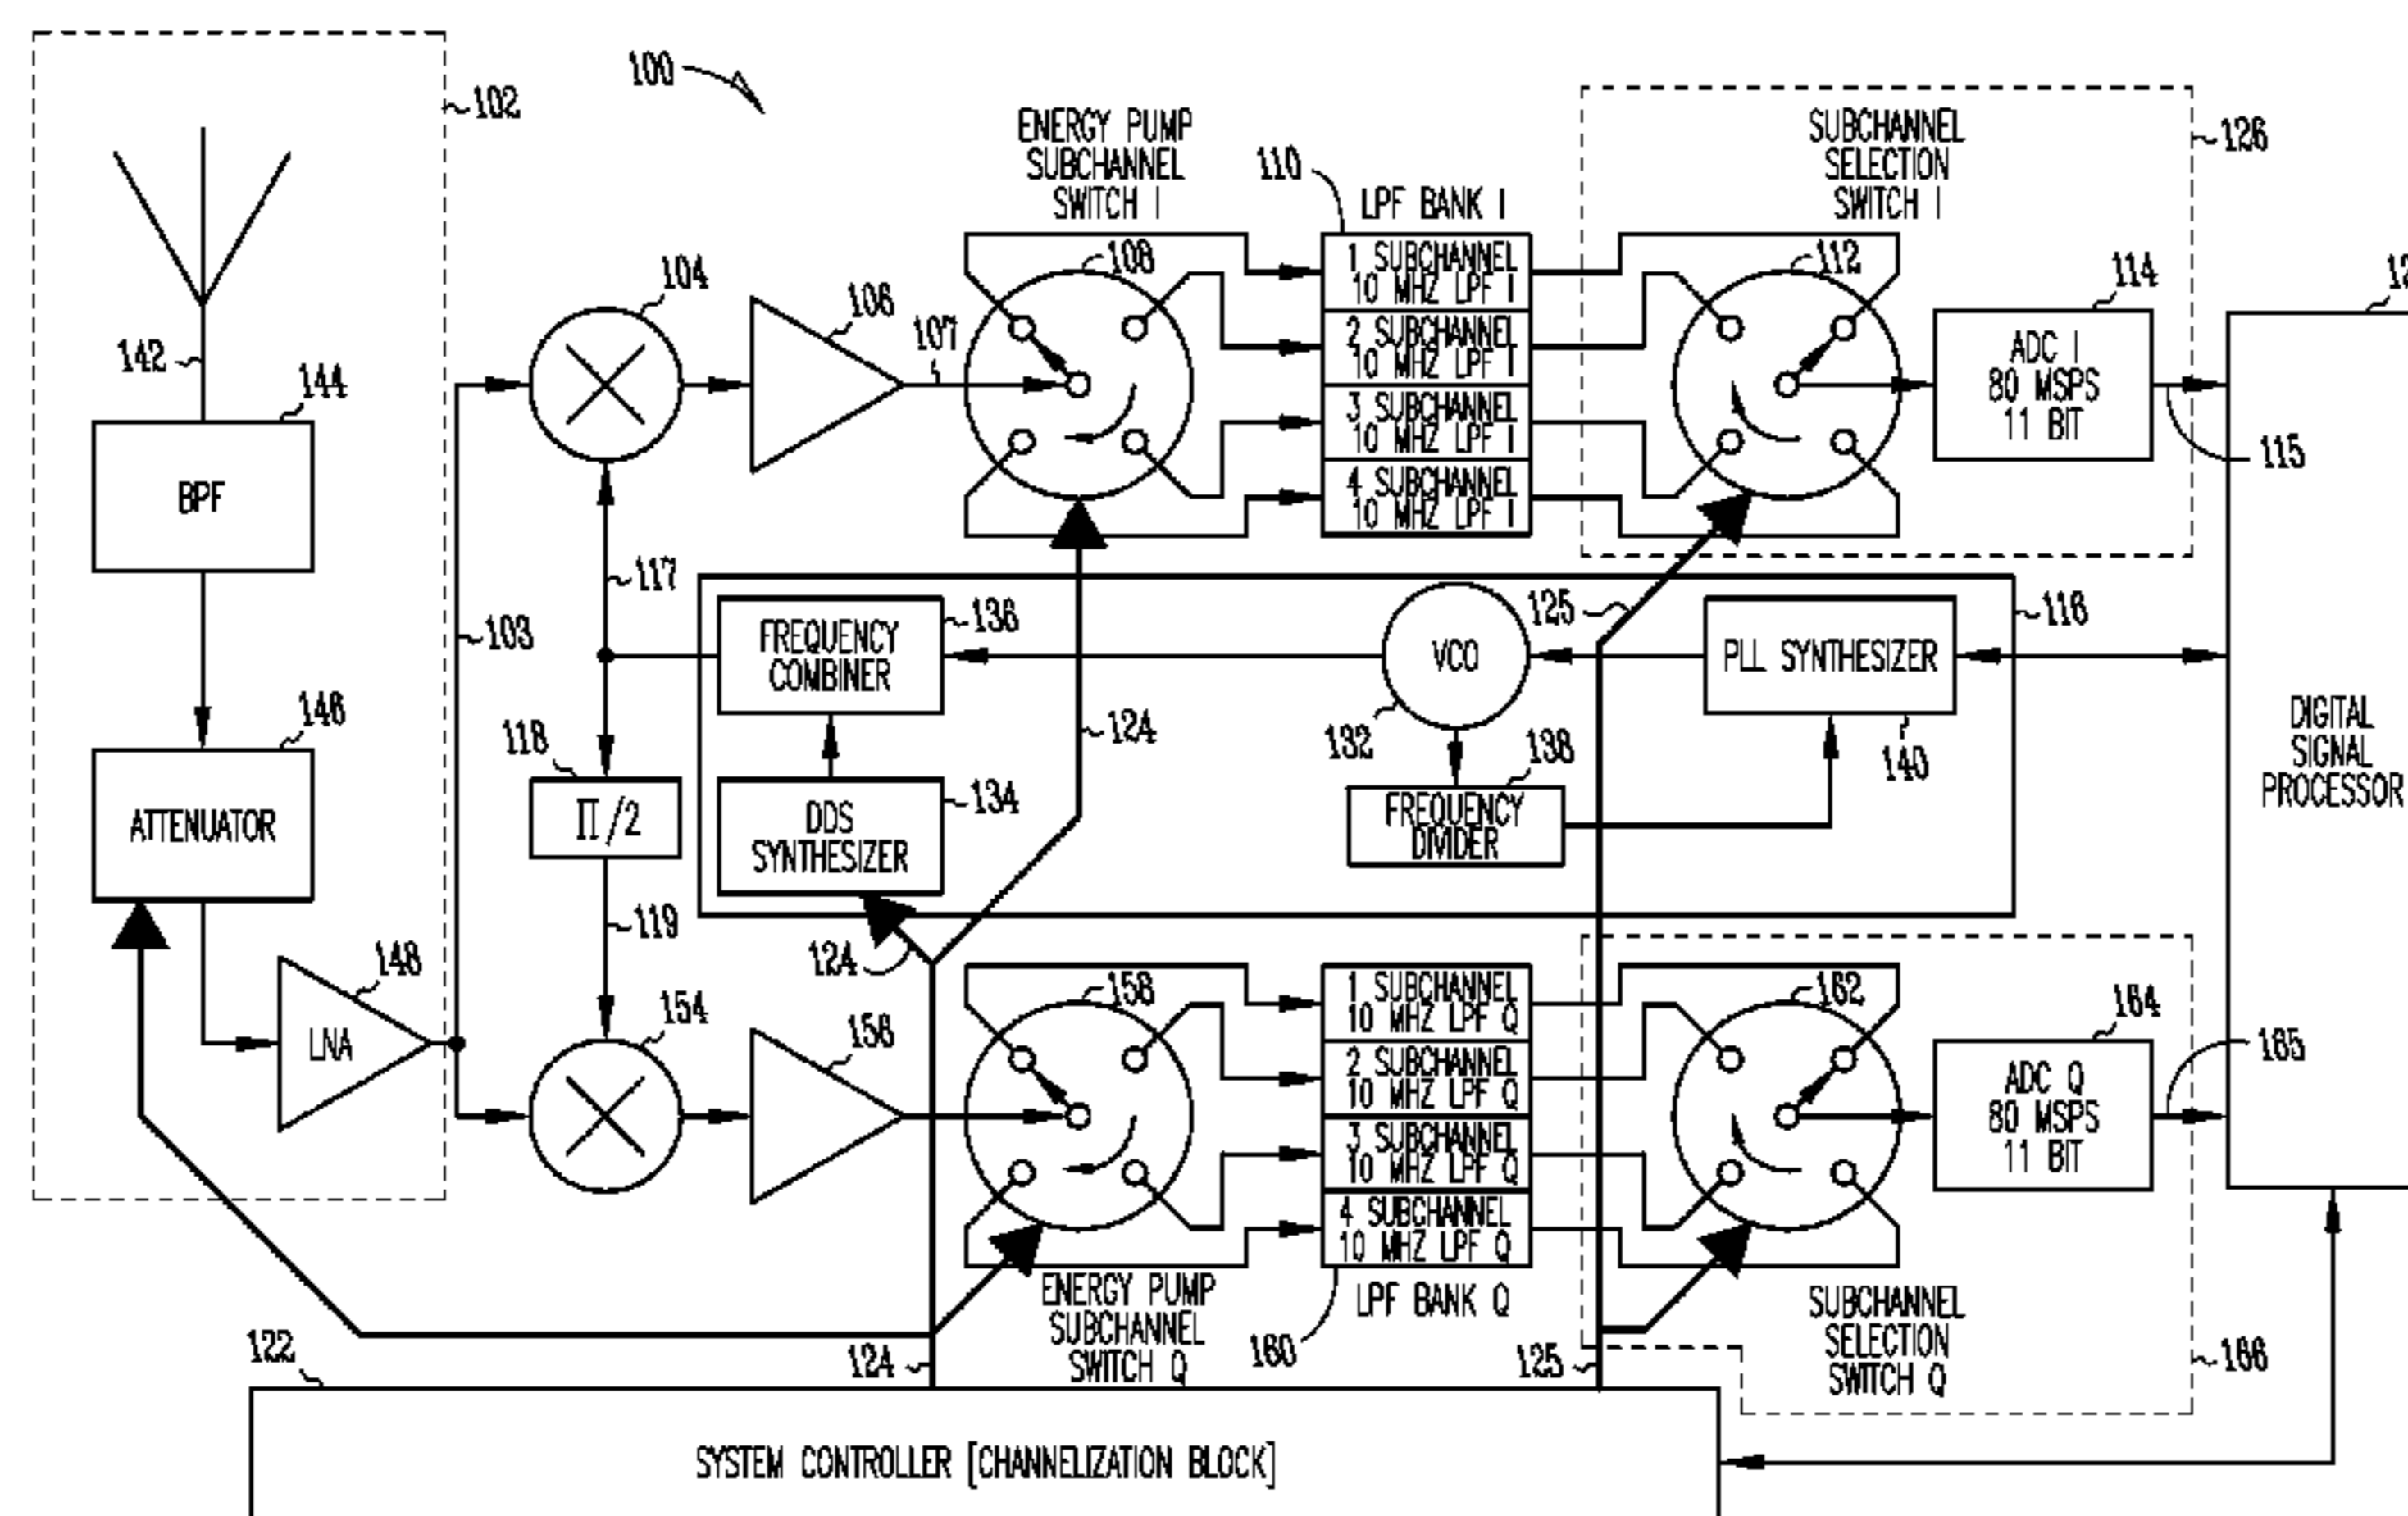 100
102
142
144
BPF
146
ATTENUATOR
148
LNA
103
104
106
107
ENERGY PUMP
SUBCHANNEL
SWITCH I
108
110
LPF BANK I
1 SUBCHANNEL
10 MHZ LPF I
2 SUBCHANNEL
10 MHZ LPF I
3 SUBCHANNEL
10 MHZ LPF I
4 SUBCHANNEL
10 MHZ LPF I
SUBCHANNEL
SELECTION
SWITCH I
112
126
114
ADC I
80 MSPS
11 BIT
115
117
118
Π/2
119
136
FREQUENCY
COMBINER
134
DDS
SYNTHESIZER
124
124
VCO
132
138
FREQUENCY
DIVIDER
125
PLL SYNTHESIZER
140
116
DIGITAL
SIGNAL
PROCESSOR
154
156
158
1 SUBCHANNEL
10 MHZ LPF Q
2 SUBCHANNEL
10 MHZ LPF Q
3 SUBCHANNEL
10 MHZ LPF Q
4 SUBCHANNEL
10 MHZ LPF Q
LPF BANK Q
160
ENERGY PUMP
SUBCHANNEL
SWITCH Q
162
164
ADC Q
80 MSPS
11 BIT
165
SUBCHANNEL
SELECTION
SWITCH Q
166
122
124
125
SYSTEM CONTROLLER [CHANNELIZATION BLOCK]